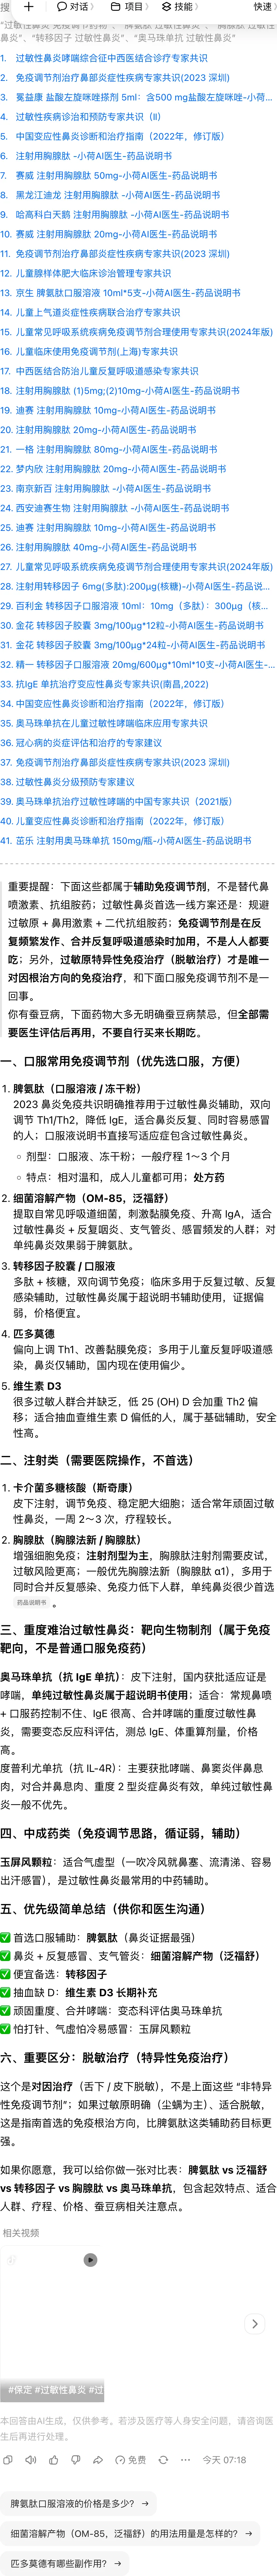 搜 对话 项目 技能 快速
"过敏性鼻炎 免疫调节药物"、"脾氨肽 过敏性鼻炎"、"胸腺肽 过敏性鼻炎"、"转移因子 过敏性鼻炎"、"奥马珠单抗 过敏性鼻炎"
1. 过敏性鼻炎哮喘综合征中西医结合诊疗专家共识
2. 免疫调节剂治疗鼻部炎症性疾病专家共识(2023 深圳)
3. 冕益康 盐酸左旋咪唑搽剂 5ml：含500 mg盐酸左旋咪唑-小荷...
4. 过敏性疾病诊治和预防专家共识（II）
5. 中国变应性鼻炎诊断和治疗指南（2022年，修订版）
6. 注射用胸腺肽 -小荷AI医生-药品说明书
7. 赛威 注射用胸腺肽 50mg-小荷AI医生-药品说明书
8. 黑龙江迪龙 注射用胸腺肽 -小荷AI医生-药品说明书
9. 哈高科白天鹅 注射用胸腺肽 -小荷AI医生-药品说明书
10. 赛威 注射用胸腺肽 20mg-小荷AI医生-药品说明书
11. 免疫调节剂治疗鼻部炎症性疾病专家共识(2023 深圳)
12. 儿童腺样体肥大临床诊治管理专家共识
13. 京生 脾氨肽口服溶液 10ml*5支-小荷AI医生-药品说明书
14. 儿童上气道炎症性疾病联合治疗专家共识
15. 儿童常见呼吸系统疾病免疫调节剂合理使用专家共识(2024年版)
16. 儿童临床使用免疫调节剂(上海)专家共识
17. 中西医结合防治儿童反复呼吸道感染专家共识
18. 注射用胸腺肽 (1)5mg;(2)10mg-小荷AI医生-药品说明书
19. 迪赛 注射用胸腺肽 10mg-小荷AI医生-药品说明书
20. 注射用胸腺肽 20mg-小荷AI医生-药品说明书
21. 一格 注射用胸腺肽 80mg-小荷AI医生-药品说明书
22. 梦内欣 注射用胸腺肽 20mg-小荷AI医生-药品说明书
23. 南京新百 注射用胸腺肽 -小荷AI医生-药品说明书
24. 西安迪赛生物 注射用胸腺肽 -小荷AI医生-药品说明书
25. 迪赛 注射用胸腺肽 10mg-小荷AI医生-药品说明书
26. 注射用胸腺肽 40mg-小荷AI医生-药品说明书
27. 儿童常见呼吸系统疾病免疫调节剂合理使用专家共识(2024年版)
28. 注射用转移因子 6mg(多肽):200μg(核糖)-小荷AI医生-药品说...
29. 百利金 转移因子口服溶液 10ml：10mg（多肽）：300μg（核...
30. 金花 转移因子胶囊 3mg/100μg*12粒-小荷AI医生-药品说明书
31. 金花 转移因子胶囊 3mg/100μg*24粒-小荷AI医生-药品说明书
32. 精一 转移因子口服溶液 20mg/600μg*10ml*10支-小荷AI医生-...
33. 抗IgE 单抗治疗变应性鼻炎专家共识(南昌,2022)
34. 中国变应性鼻炎诊断和治疗指南（2022年，修订版）
35. 奥马珠单抗在儿童过敏性哮喘临床应用专家共识
36. 冠心病的炎症评估和治疗的专家建议
37. 免疫调节剂治疗鼻部炎症性疾病专家共识(2023 深圳)
38. 过敏性鼻炎分级预防专家建议
39. 奥马珠单抗治疗过敏性哮喘的中国专家共识（2021版）
40. 儿童变应性鼻炎诊断和治疗指南（2022年，修订版）
41. 茁乐 注射用奥马珠单抗 150mg/瓶-小荷AI医生-药品说明书
重要提醒：下面这些都属于辅助免疫调节剂，不是替代鼻
喷激素、抗组胺药；过敏性鼻炎首选一线方案还是：规避
过敏原 + 鼻用激素 + 二代抗组胺药；免疫调节剂是在反
复频繁发作、合并反复呼吸道感染时加用，不是人人都要
吃；另外，过敏原特异性免疫治疗（脱敏治疗）才是唯一
对因根治方向的免疫治疗，和下面口服免疫调节剂不是一
回事。
你有蚕豆病，下面药物大多无明确蚕豆病禁忌，但全部需
要医生评估后再用，不要自行买来长期吃。
一、口服常用免疫调节剂（优先选口服，方便）
1. 脾氨肽（口服溶液 / 冻干粉）
2023 鼻炎免疫共识明确推荐用于过敏性鼻炎辅助，双向
调节 Th1/Th2，降低 IgE，适合鼻炎反复、同时容易感冒
的人；口服液说明书直接写适应症包含过敏性鼻炎。
◦ 剂型：口服液、冻干粉；一般疗程 1～3 个月
◦ 特点：相对温和，成人儿童都可用；处方药
2. 细菌溶解产物（OM-85，泛福舒）
提取自常见呼吸道细菌，刺激黏膜免疫、升高 IgA，适合
过敏性鼻炎 + 反复咽炎、支气管炎、感冒频发的人群；对
单纯鼻炎效果弱于脾氨肽。
3. 转移因子胶囊 / 口服液
多肽 + 核糖，双向调节免疫；临床多用于反复过敏、反复
感染辅助，过敏性鼻炎属于超说明书辅助使用，证据偏
弱，价格便宜。
4. 匹多莫德
偏向上调 Th1、改善黏膜免疫；多用于儿童反复呼吸道感
染，鼻炎仅辅助，国内现在使用偏少。
5. 维生素 D3
很多过敏人群合并缺乏，低 25 (OH) D 会加重 Th2 偏
移；适合抽血查维生素 D 偏低的人，属于基础辅助，安全
性高。
二、注射类（需要医院操作，不首选）
1. 卡介菌多糖核酸（斯奇康）
皮下注射，调节免疫、稳定肥大细胞；适合常年顽固过敏
性鼻炎，一周 2～3 次，疗程较长。
2. 胸腺肽（胸腺法新 / 胸腺肽）
增强细胞免疫；注射剂型为主，胸腺肽注射剂需要皮试，
过敏风险更高；一般优先胸腺法新（胸腺肽 α1），多用于
同时合并反复感染、免疫力低下人群，单纯鼻炎很少首选
药品说明书 。
三、重度难治过敏性鼻炎：靶向生物制剂（属于免疫
靶向，不是普通口服免疫药）
奥马珠单抗（抗 IgE 单抗）：皮下注射，国内获批适应证是
哮喘，单纯过敏性鼻炎属于超说明书使用；适合：常规鼻喷
+ 口服药控制不住、IgE 很高、合并哮喘的重度过敏性鼻
炎，需要变态反应科评估，测总 IgE、体重算剂量，价格
高。
度普利尤单抗（抗 IL-4R）：主要获批哮喘、鼻窦炎伴鼻息
肉，对合并鼻息肉、重度 2 型炎症鼻炎有效，单纯过敏性鼻
炎一般不优先。
四、中成药类（免疫调节思路，循证弱，辅助）
玉屏风颗粒：适合气虚型（一吹冷风就鼻塞、流清涕、容易
出汗感冒），是过敏性鼻炎最常用的中药辅助。
五、优先级简单总结（供你和医生沟通）
✅ 首选口服辅助：脾氨肽（鼻炎证据最强）
✅ 鼻炎 + 反复感冒、支气管炎：细菌溶解产物（泛福舒）
✅ 便宜备选：转移因子
✅ 抽血缺 D：维生素 D3 长期补充
✅ 顽固重度、合并哮喘：变态科评估奥马珠单抗
✅ 怕打针、气虚怕冷易感冒：玉屏风颗粒
六、重要区分：脱敏治疗（特异性免疫治疗）
这个是对因治疗（舌下 / 皮下脱敏），不是上面这些 “非特异
性免疫调节剂”；如果过敏原明确（尘螨为主）、适合脱敏，
这是指南首选的免疫根治方向，比脾氨肽这类辅助药目标更
强。
如果你愿意，我可以给你做一张对比表：脾氨肽 vs 泛福舒
vs 转移因子 vs 胸腺肽 vs 奥马珠单抗，包含起效特点、适合
人群、疗程、价格、蚕豆病相关注意点。
相关视频
#保定 #过敏性鼻炎 #过
本回答由AI生成，仅供参考。若涉及医疗等人身安全问题，请咨询医
生后再进行处理。
免费 今天 07:18
脾氨肽口服溶液的价格是多少？ →
细菌溶解产物（OM-85，泛福舒）的用法用量是怎样的？ →
匹多莫德有哪些副作用？ →